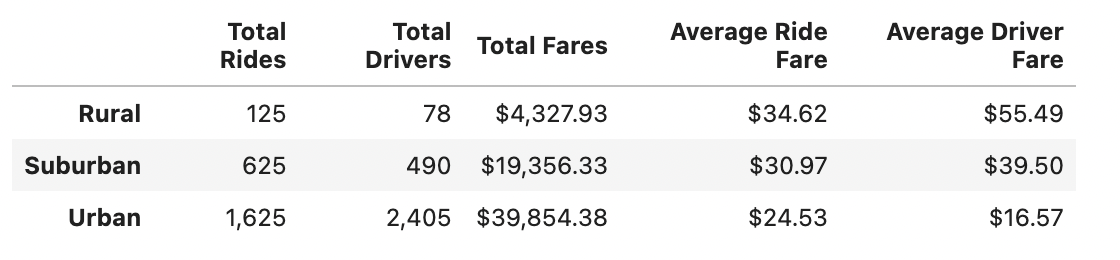 Total Rides Total Drivers Total Fares Average Ride Fare Average Driver Fare
Rural 125 78 $4,327.93 $34.62 $55.49
Suburban 625 490 $19,356.33 $30.97 $39.50
Urban 1,625 2,405 $39,854.38 $24.53 $16.57